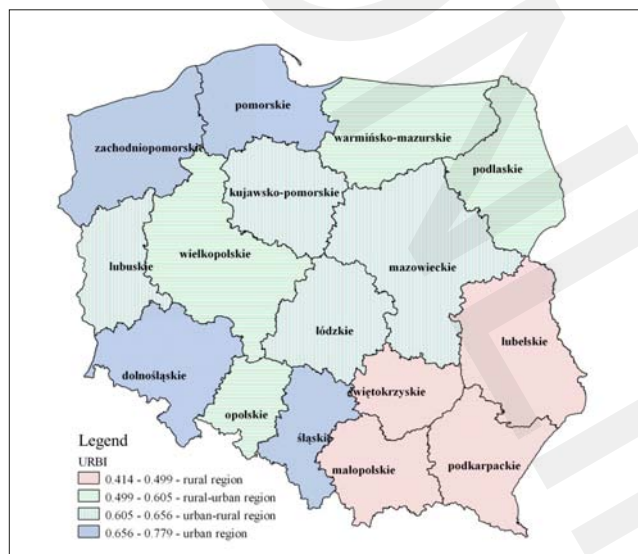 pomorskie
warmińsko-mazurskie
zachodniopomorskie
podlaskie
kujawsko-pomorskie
lubuskie
wielkopolskie
mazowieckie
łódzkie
lubelskie
dolnośląskie
świętokrzyskie
opolskie
śląskie
małopolskie
podkarpackie
Legend
URBI
0.414 - 0.499 - rural region
0.499 - 0.605 - rural-urban region
0.605 - 0.656 - urban-rural region
0.656 - 0.779 - urban region